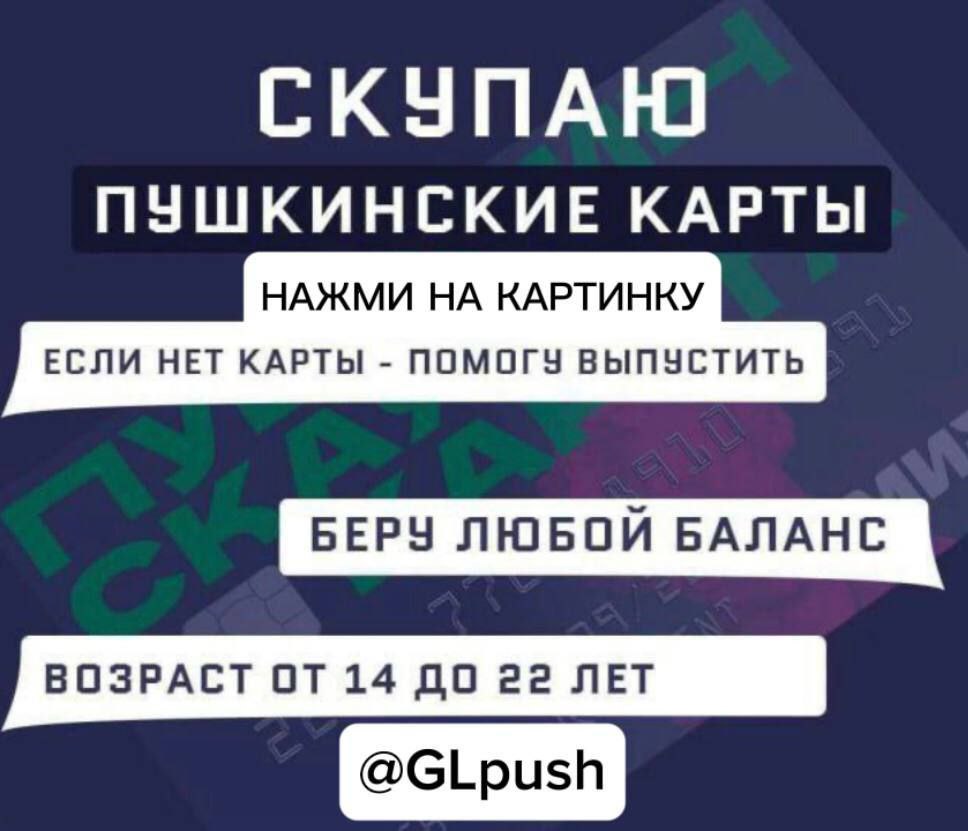 СКУПАЮ
ПУШКИНСКИЕ КАРТЫ
НАЖМИ НА КАРТИНКУ
ЕСЛИ НЕТ КАРТЫ - ПОМОГУ ВЫПУСТИТЬ
БЕРУ ЛЮБОЙ БАЛАНС
ВОЗРАСТ ОТ 14 ДО 22 ЛЕТ
@GLpush